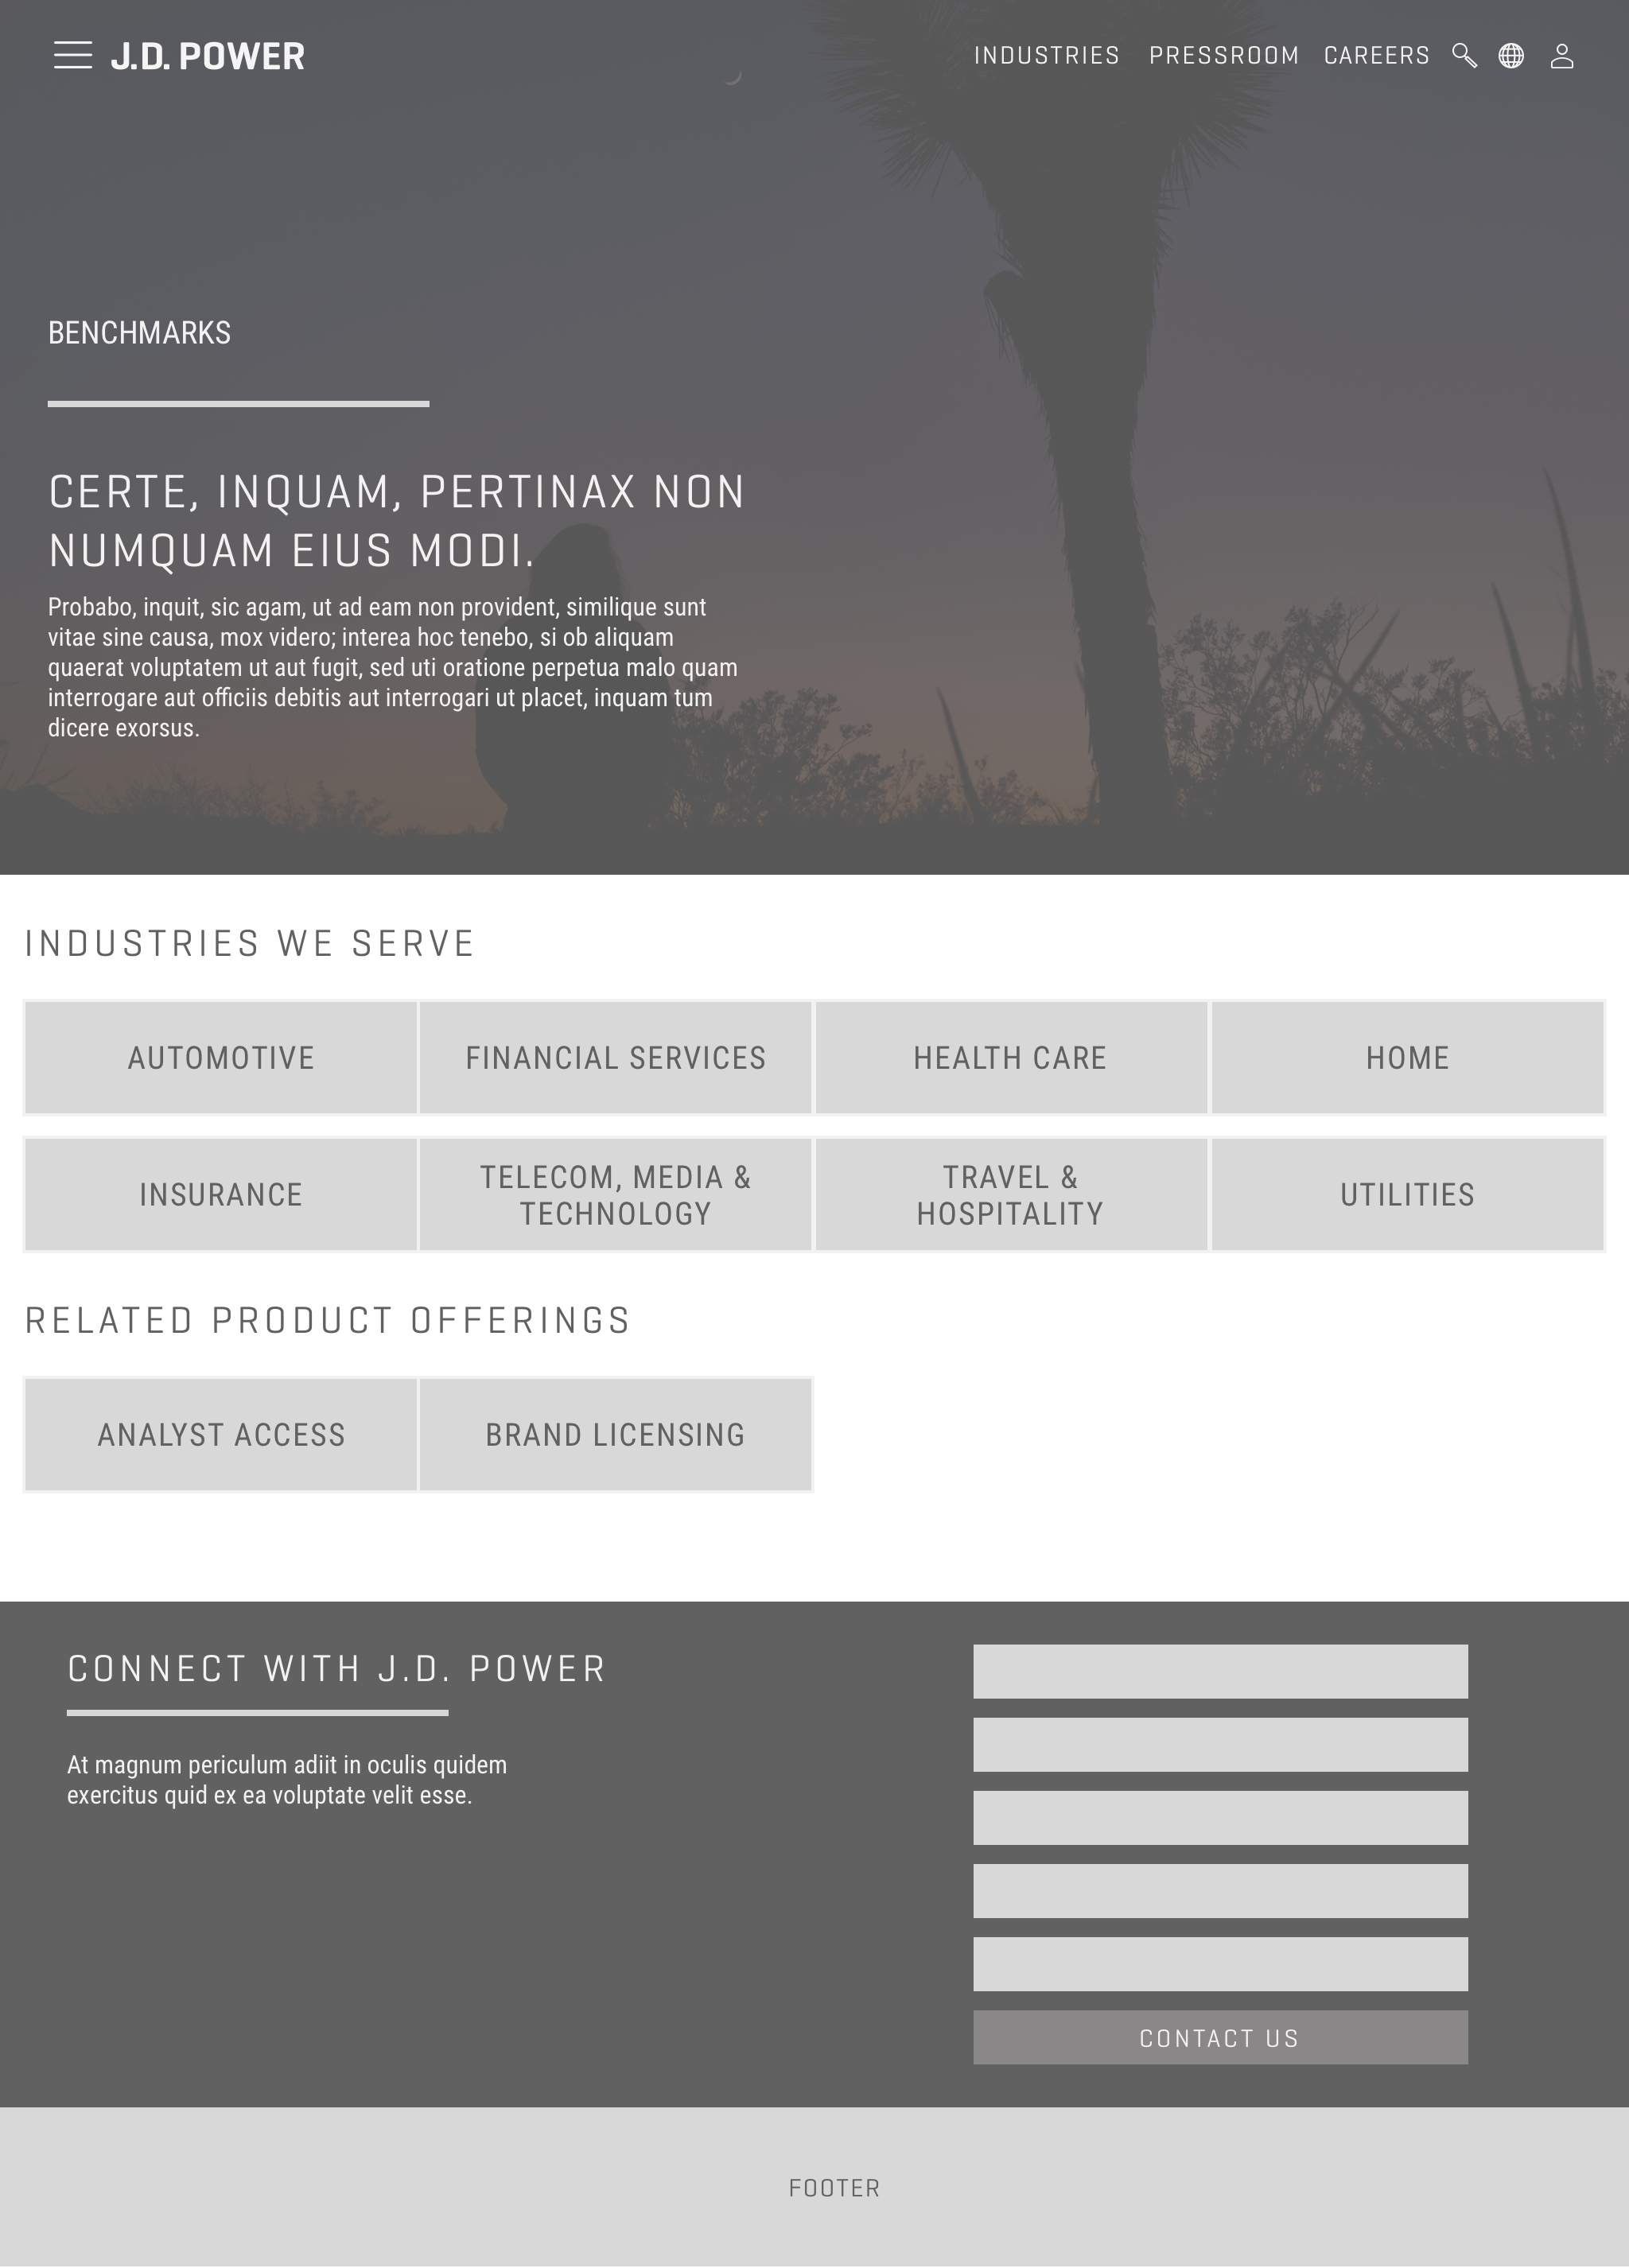 J.D. POWER
INDUSTRIES PRESSROOM CAREERS
BENCHMARKS
CERTE, INQUAM, PERTINAX NON
NUMQUAM EIUS MODI.
Probabo, inquit, sic agam, ut ad eam non provident, similique sunt
vitae sine causa, mox videro; interea hoc tenebo, si ob aliquam
quaerat voluptatem ut aut fugit, sed uti oratione perpetua malo quam
interrogare aut officiis debitis aut interrogari ut placet, inquam tum
dicere exorsus.
INDUSTRIES WE SERVE
AUTOMOTIVE
FINANCIAL SERVICES
HEALTH CARE
HOME
INSURANCE
TELECOM, MEDIA &
TECHNOLOGY
TRAVEL &
HOSPITALITY
UTILITIES
RELATED PRODUCT OFFERINGS
ANALYST ACCESS
BRAND LICENSING
CONNECT WITH J.D. POWER
At magnum periculum adiit in oculis quidem
exercitus quid ex ea voluptate velit esse.
CONTACT US
FOOTER